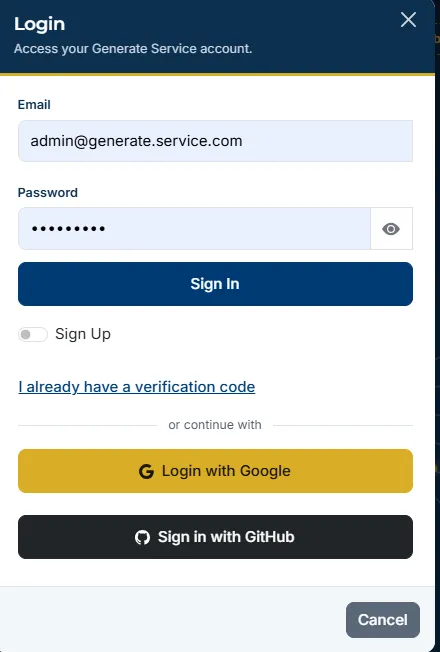 Login
Access your Generate Service account.
Email
admin@generate.service.com
Password
•••••••••
Sign In
Sign Up
I already have a verification code
or continue with
Login with Google
Sign in with GitHub
Cancel